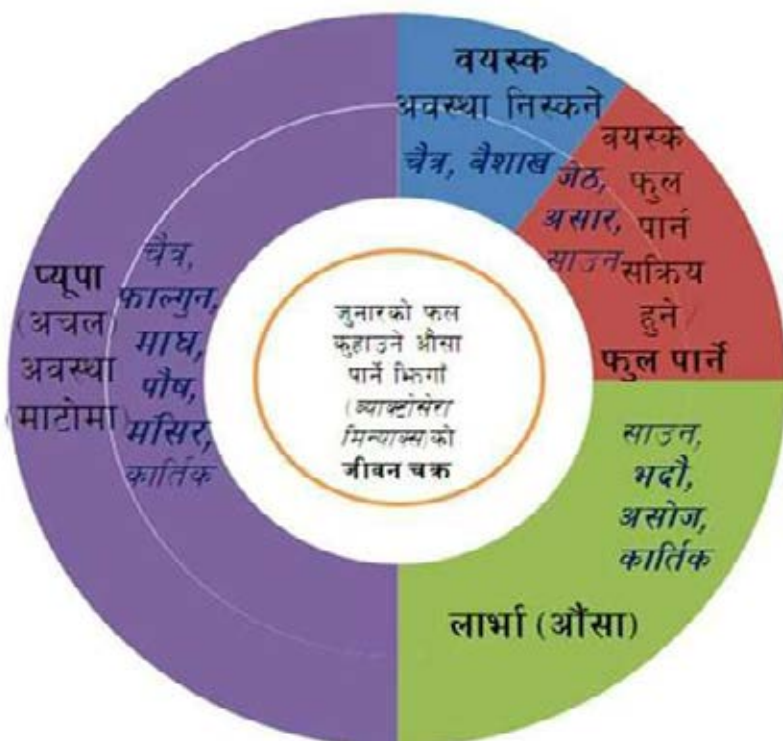 वयस्क
अवस्था निस्कने
चैत्र, बैशाख
वयस्क
फुल
पार्न
सक्रिय
हुने/
फुल पार्ने
जेठ,
असार,
साउन
साउन,
भदौ,
असोज,
कार्तिक
लार्भा (औंसा)
प्यूपा
(अचल)
अवस्था
(माटोमा)
चैत्र,
फाल्गुन,
माघ,
पौष,
मंसिर,
कार्तिक
जुनारको फल
कुहाउने औंसा
पार्ने झिगाँ
(ब्याक्टोसेरा
मिन्याक्स)को
जीवन चक्र